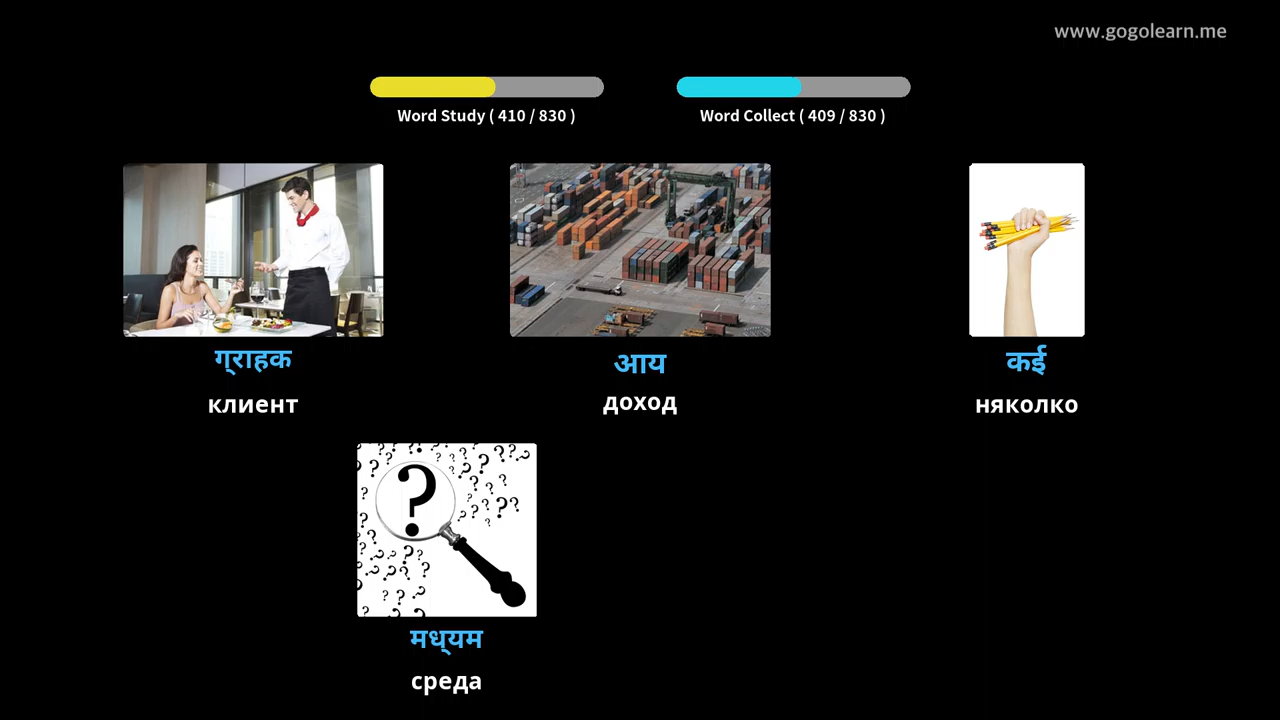 www.gogolearn.me
Word Study ( 410 / 830 )
Word Collect ( 409 / 830 )
ग्राहक
клиент
आय
доход
कई
няколко
मध्यम
среда